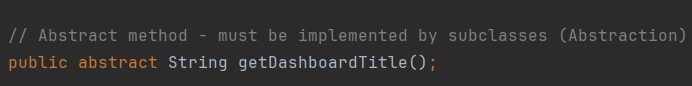 // Abstract method - must be implemented by subclasses (Abstraction)
public abstract String getDashboardTitle();